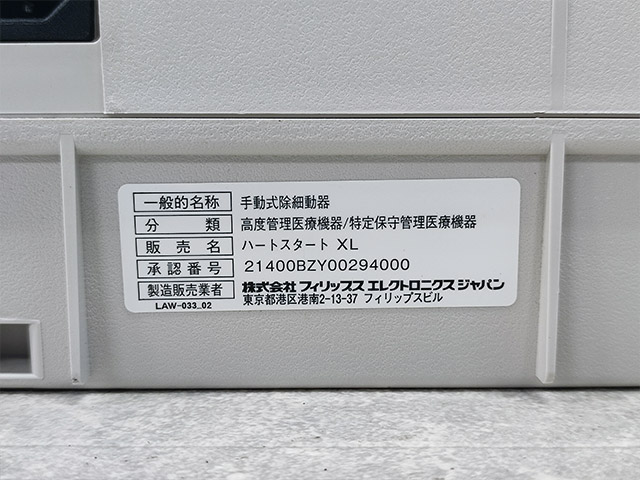 一般的名称 手動式除細動器
分類 高度管理医療機器/特定保守管理医療機器
販売名 ハートスタート XL
承認番号 21400BZY00294000
製造販売業者 株式会社 フィリップス エレクトロニクス ジャパン
LAW-033_02 東京都港区港南2-13-37 フィリップスビル